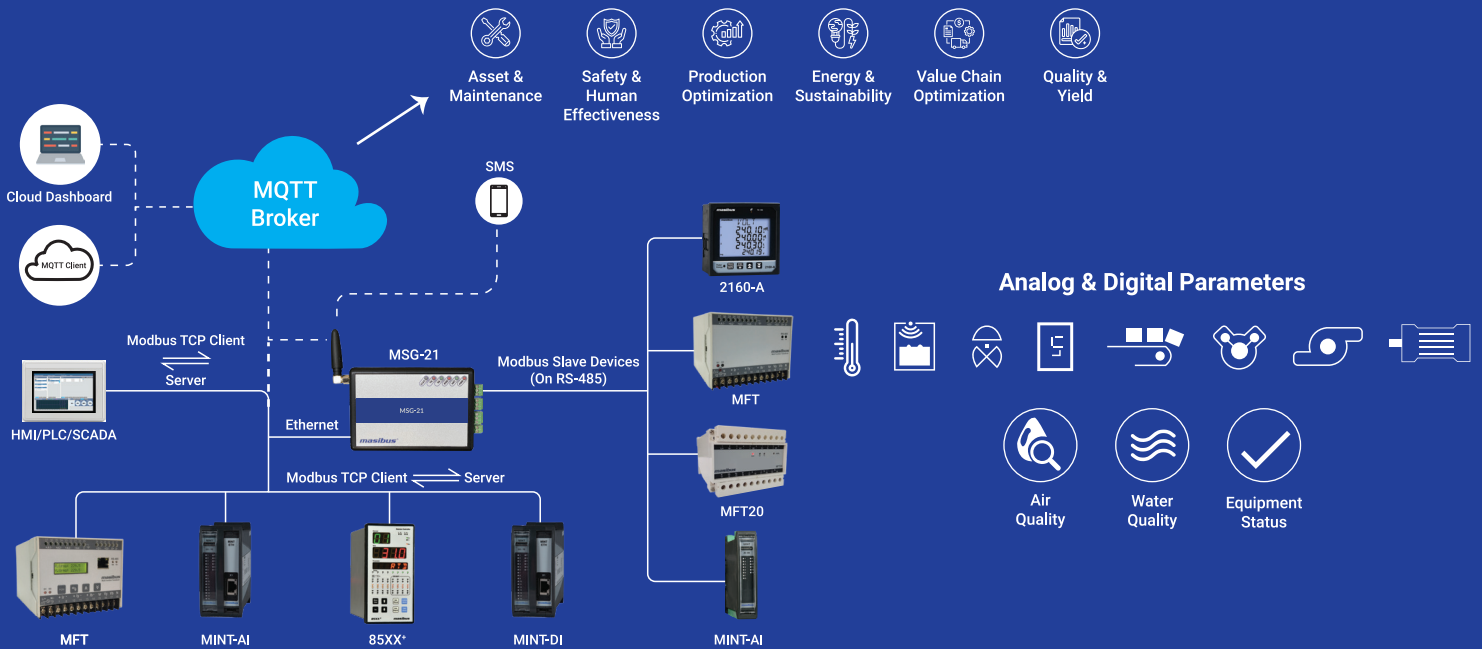 Asset &
Maintenance
Safety &
Human
Effectiveness
Production
Optimization
Energy &
Sustainability
Value Chain
Optimization
Quality &
Yield
Cloud Dashboard
MQTT
Broker
SMS
MQTT Client
2160-A
Analog & Digital Parameters
Modbus TCP Client
Server
MSG-21
Modbus Slave Devices
(On RS-485)
MFT
MSG-21
masibus
HMI/PLC/SCADA
Ethernet
Modbus TCP Client
Server
MFT20
Air
Quality
Water
Quality
Equipment
Status
MFT
MINT-AI
85XX+
MINT-DI
MINT-AI